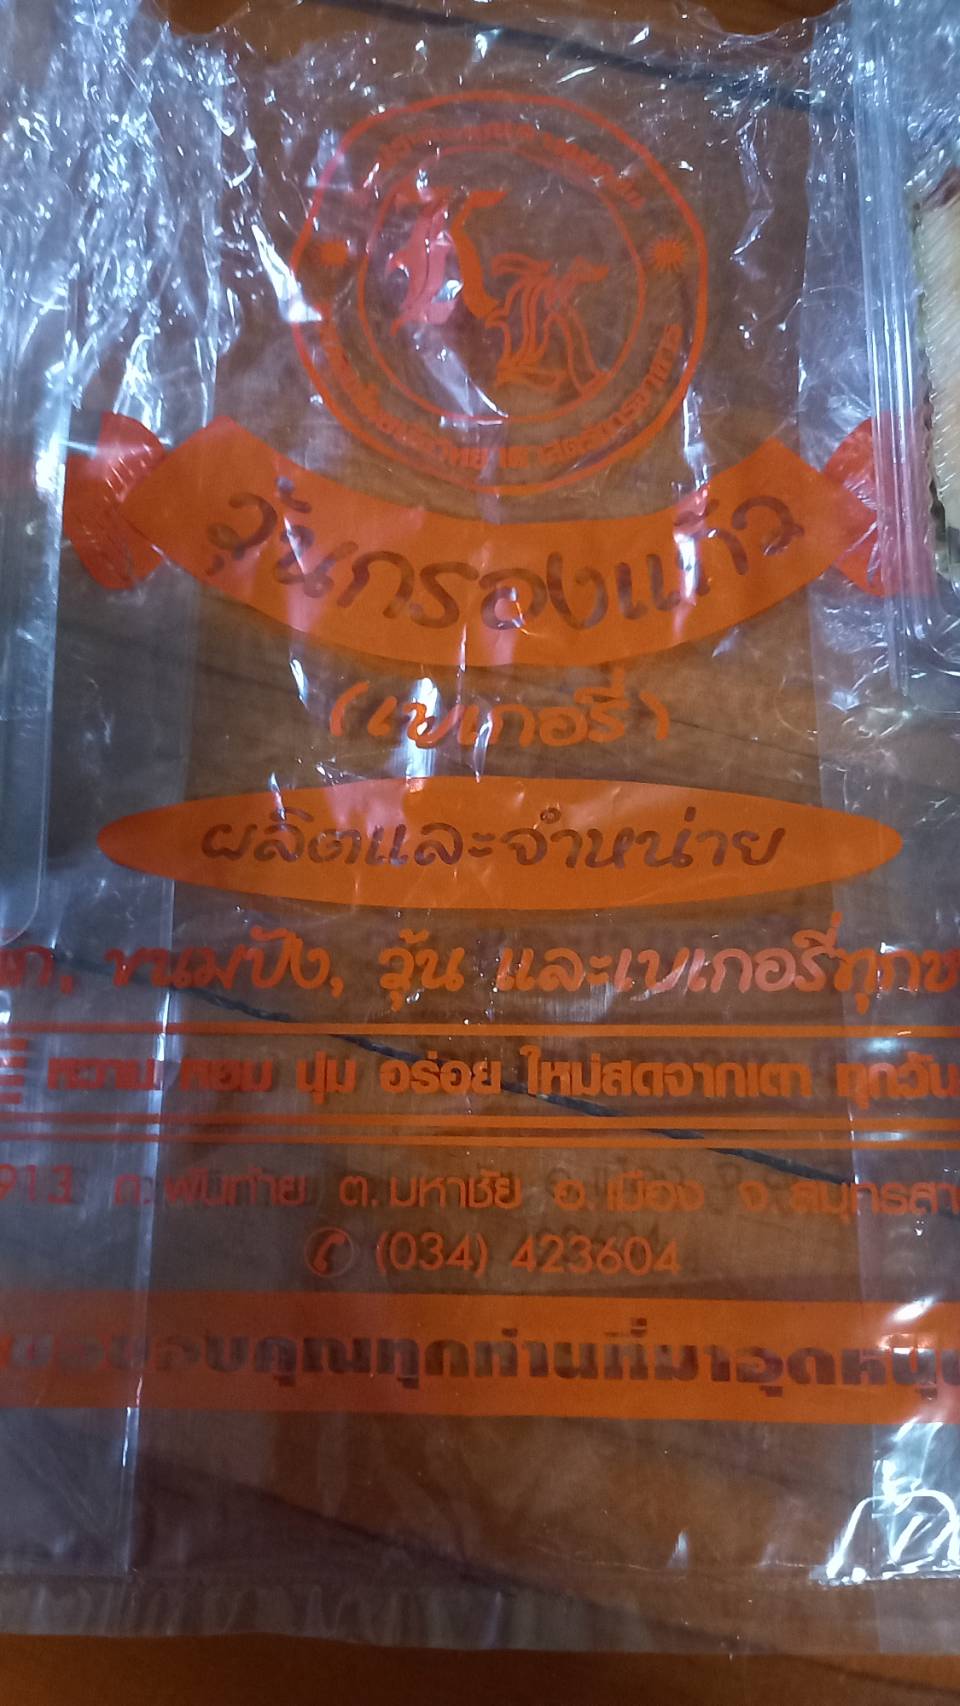 วุ้นกรองแก้ว
(เบเกอรี่)
ผลิตและจำหน่าย
ขนมปัง, วุ้น และเบเกอรี่ทุกช
หวาน หอม นุ่ม อร่อย ใหม่สดจากเตา ทุกวัน
913 ถ.พันท้าย ต.มหาชัย อ.เมือง จ.สมุทรสา
(034) 423604
ขอขอบคุณทุกท่านที่มาอุดหนุน